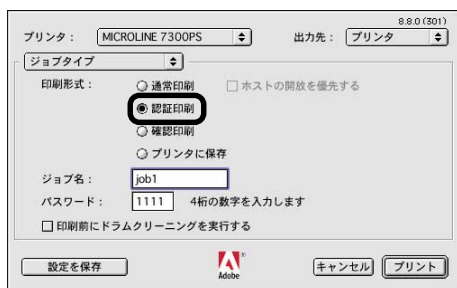 8.8.0 (301)
プリンタ： MICROLINE 7300PS 出力先： プリンタ
ジョブタイプ
印刷形式： 通常印刷 ホストの開放を優先する
認証印刷
確認印刷
プリンタに保存
ジョブ名： job1
パスワード： 1111 4桁の数字を入力します
印刷前にドラムクリーニングを実行する
設定を保存 Adobe キャンセル プリント